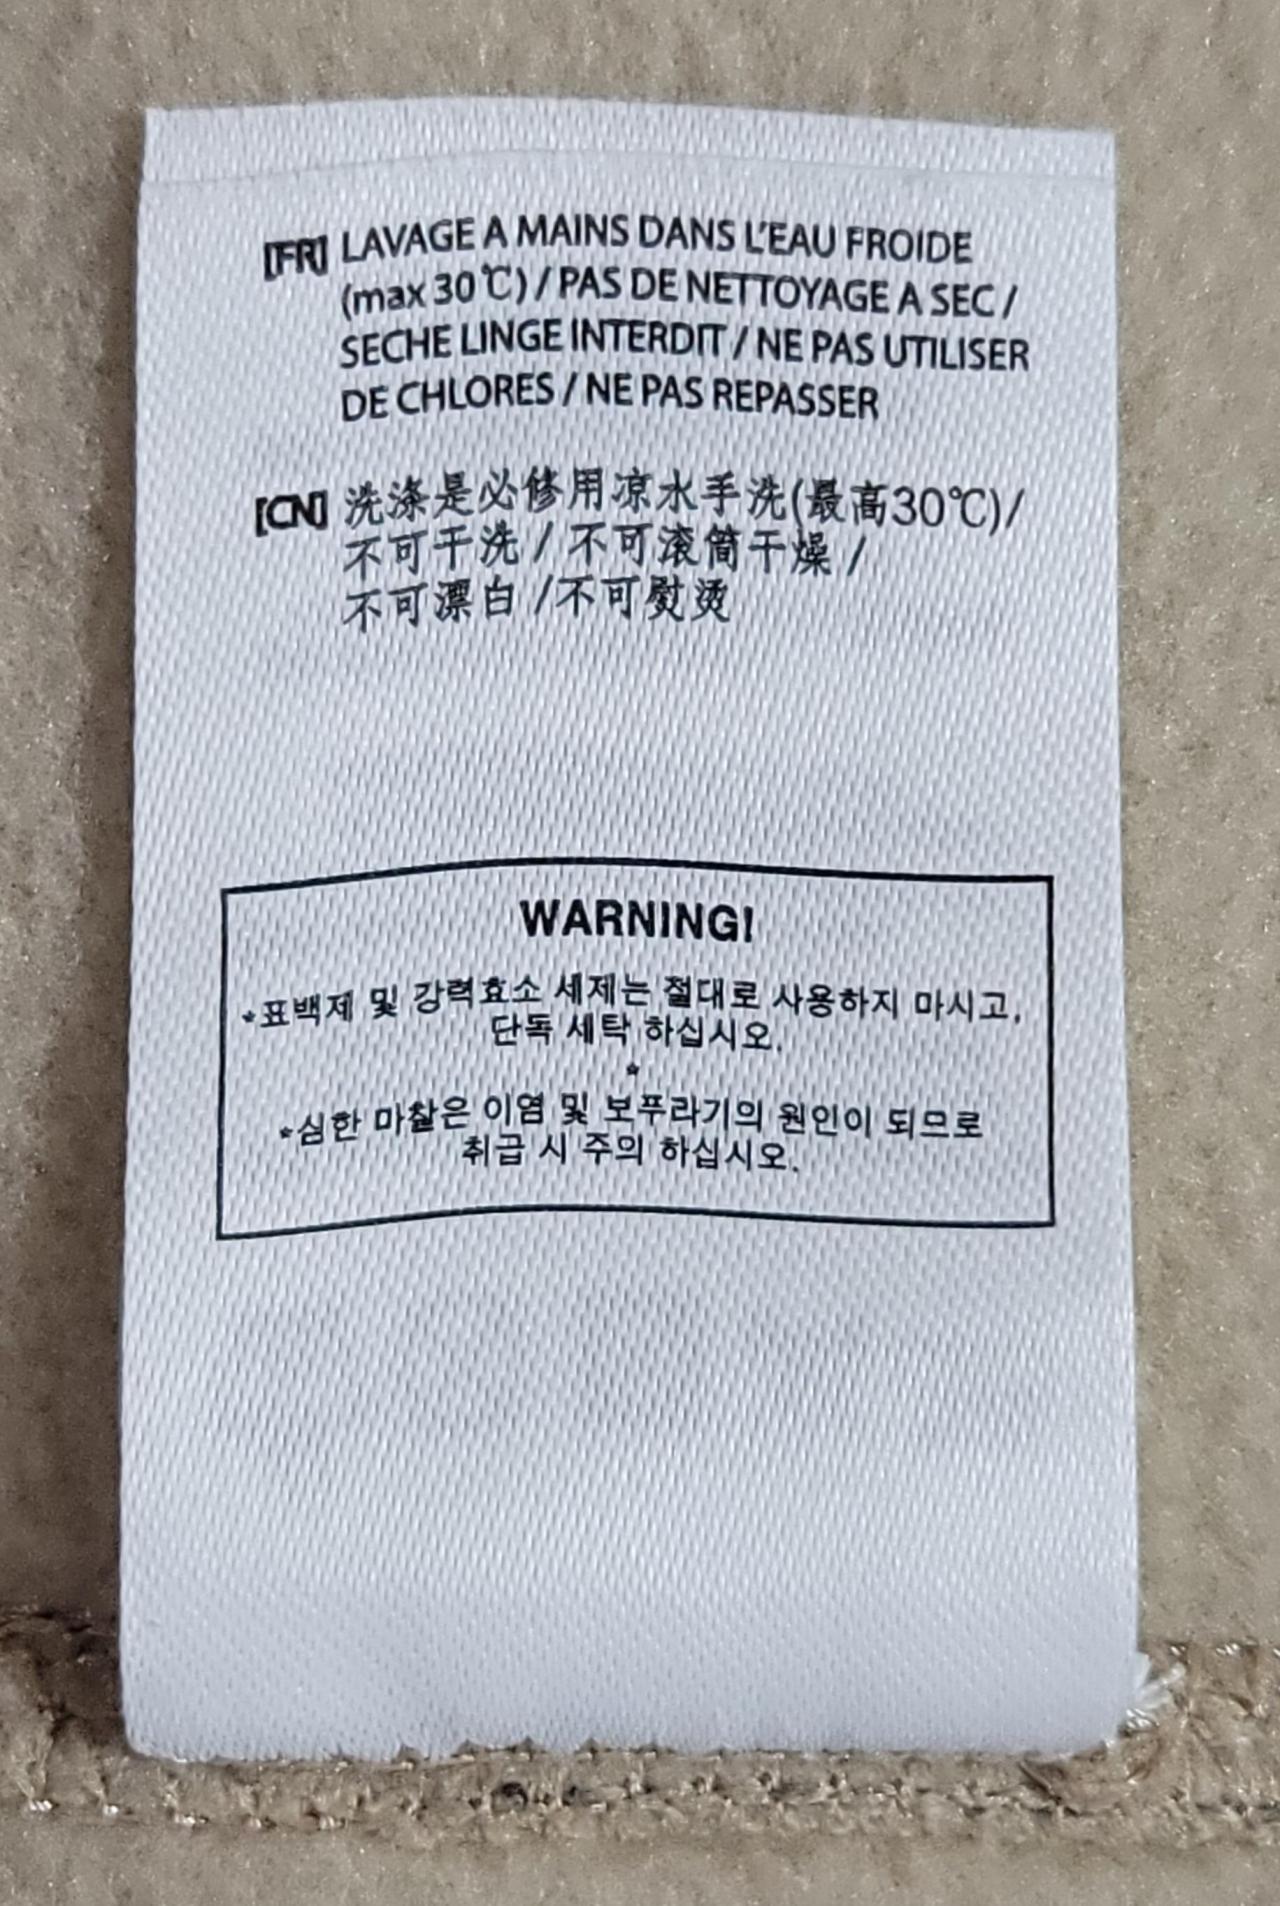 [FR] LAVAGE A MAINS DANS L'EAU FROIDE
(max 30℃) / PAS DE NETTOYAGE A SEC /
SECHE LINGE INTERDIT / NE PAS UTILISER
DE CHLORES / NE PAS REPASSER
[CN] 洗涤是必修用凉水手洗(最高30℃)/
不可干洗 / 不可滚筒干燥 /
不可漂白 /不可熨烫
WARNING!
*표백제 및 강력효소 세제는 절대로 사용하지 마시고,
단독 세탁 하십시오.
*
*심한 마찰은 이염 및 보푸라기의 원인이 되므로
취급 시 주의 하십시오.